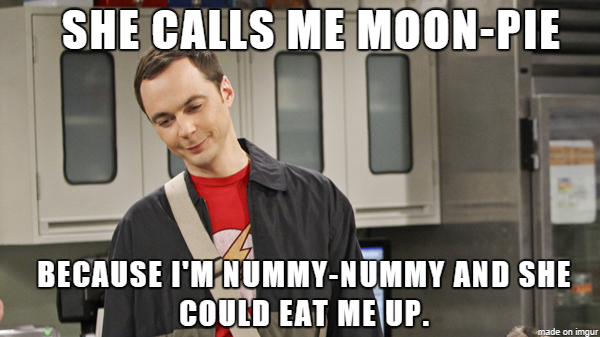 SHE CALLS ME MOON-PIE
BECAUSE I'M NUMMY-NUMMY AND SHE
COULD EAT ME UP.
made on imgur